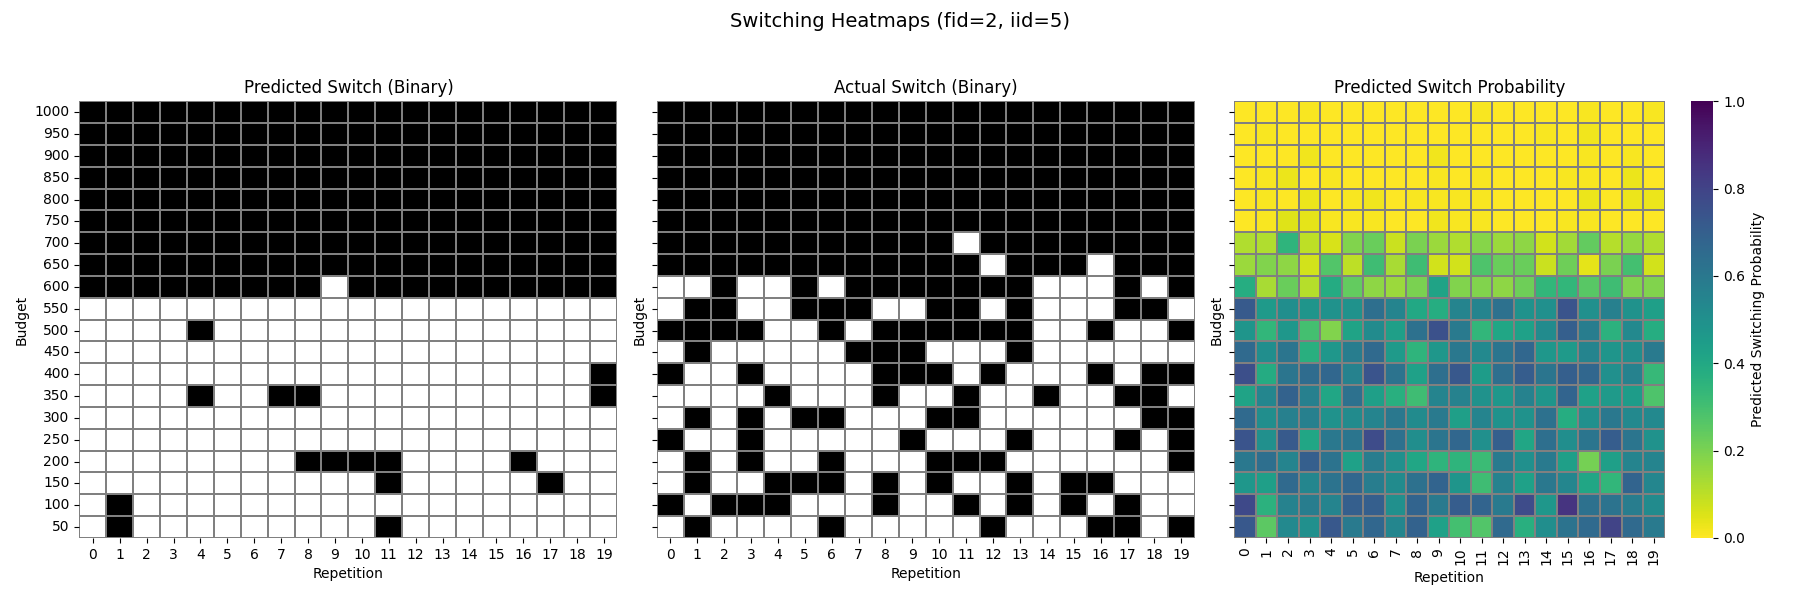 Switching Heatmaps (fid=2, iid=5)
Predicted Switch (Binary)
Budget
1000
950
900
850
800
750
700
650
600
550
500
450
400
350
300
250
200
150
100
50
0 1 2 3 4 5 6 7 8 9 10 11 12 13 14 15 16 17 18 19
Repetition
Actual Switch (Binary)
Budget
0 1 2 3 4 5 6 7 8 9 10 11 12 13 14 15 16 17 18 19
Repetition
Predicted Switch Probability
Budget
0 1 2 3 4 5 6 7 8 9 10 11 12 13 14 15 16 17 18 19
Repetition
1.0
0.8
0.6
0.4
0.2
0.0
Predicted Switching Probability